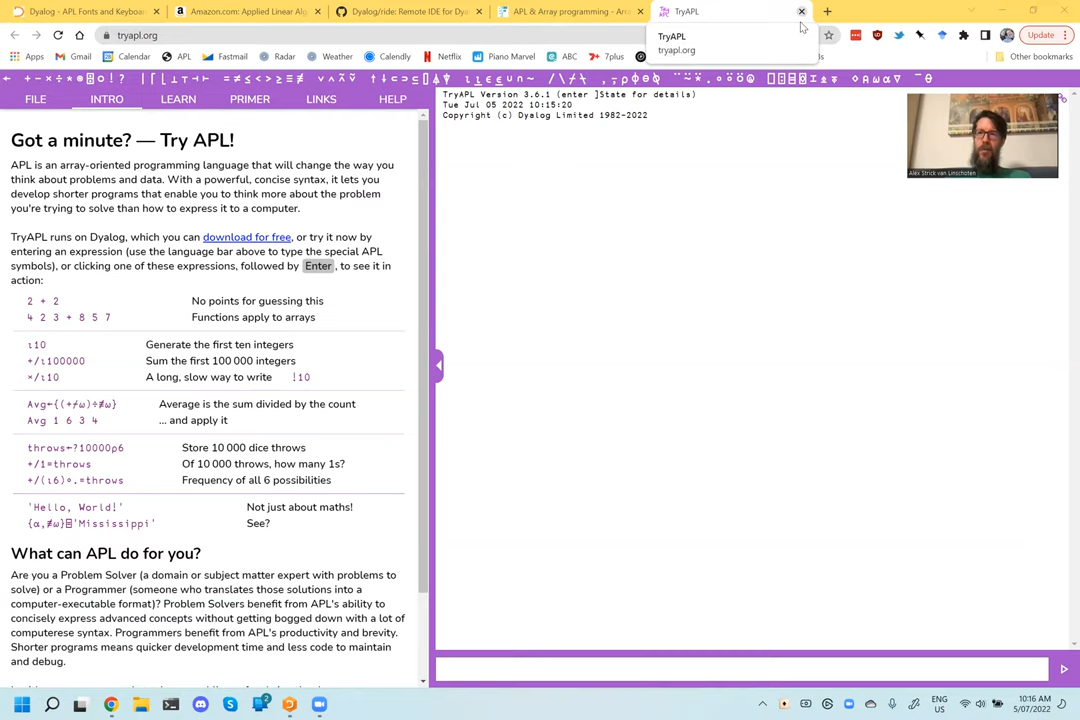 Dyalog - APL Fonts and Keyboar
Amazon.com: Applied Linear Alg
Dyalog/ride: Remote IDE for Dya
APL & Array programming - Arra
TryAPL
tryapl.org
TryAPL
tryapl.org
Update
Apps
Gmail
Calendar
APL
Fastmail
Radar
Weather
Calendly
Netflix
Piano Marvel
ABC
7plus
Other bookmarks
FILE INTRO LEARN PRIMER LINKS HELP
TryAPL Version 3.6.1 (enter ]State for details)
Tue Jul 05 2022 10:15:20
Copyright (c) Dyalog Limited 1982-2022
Alex Strick van Linschoten
Got a minute? — Try APL!
APL is an array-oriented programming language that will change the way you
think about problems and data. With a powerful, concise syntax, it lets you
develop shorter programs that enable you to think more about the problem
you're trying to solve than how to express it to a computer.
TryAPL runs on Dyalog, which you can download for free, or try it now by
entering an expression (use the language bar above to type the special APL
symbols), or clicking one of these expressions, followed by Enter, to see it in
action:
2 + 2 No points for guessing this
4 2 3 + 8 5 7 Functions apply to arrays
⍳10 Generate the first ten integers
+/⍳100000 Sum the first 100 000 integers
×/⍳10 A long, slow way to write !10
Avg←{(+⌿⍵)÷≢⍵} Average is the sum divided by the count
Avg 1 6 3 4 ... and apply it
throws←?10000⍴6 Store 10 000 dice throws
+/1=throws Of 10 000 throws, how many 1s?
+/(⍳6)∘.=throws Frequency of all 6 possibilities
'Hello, World!' Not just about maths!
{⍺,≢⍵}⌸'Mississippi' See?
What can APL do for you?
Are you a Problem Solver (a domain or subject matter expert with problems to
solve) or a Programmer (someone who translates those solutions into a
computer-executable format)? Problem Solvers benefit from APL's ability to
concisely express advanced concepts without getting bogged down with a lot of
computerese syntax. Programmers benefit from APL's productivity and brevity.
Shorter programs means quicker development time and less code to maintain
and debug.
2
ENG
US
10:16 AM
5/07/2022